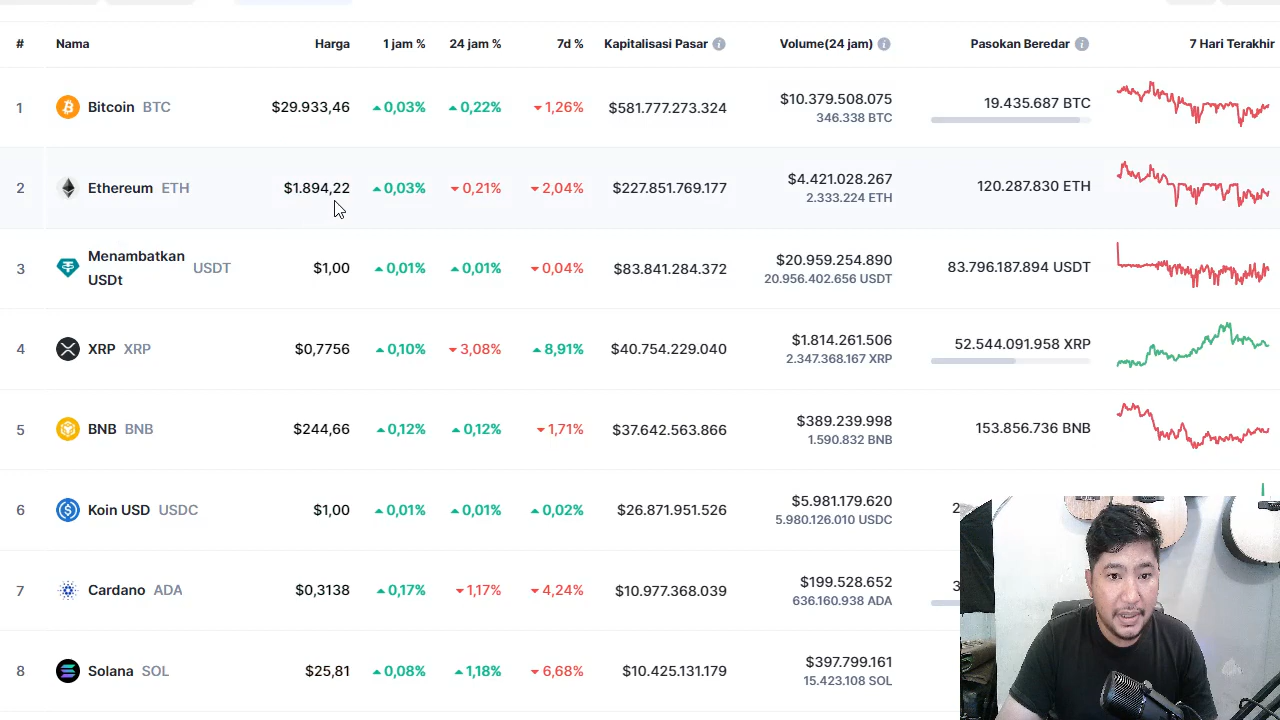 # Nama Harga 1 jam % 24 jam % 7d % Kapitalisasi Pasar Volume(24 jam) Pasokan Beredar 7 Hari Terakhir
1 Bitcoin BTC $29.933,46 0,03% 0,22% 1,26% $581.777.273.324 $10.379.508.075 19.435.687 BTC
346.338 BTC
2 Ethereum ETH $1.894,22 0,03% 0,21% 2,04% $227.851.769.177 $4.421.028.267 120.287.830 ETH
2.333.224 ETH
3 Menambatkan USDT $1,00 0,01% 0,01% 0,04% $83.841.284.372 $20.959.254.890 83.796.187.894 USDT
USDt 20.956.402.656 USDT
4 XRP XRP $0,7756 0,10% 3,08% 8,91% $40.754.229.040 $1.814.261.506 52.544.091.958 XRP
2.347.368.167 XRP
5 BNB BNB $244,66 0,12% 0,12% 1,71% $37.642.563.866 $389.239.998 153.856.736 BNB
1.590.832 BNB
6 Koin USD USDC $1,00 0,01% 0,01% 0,02% $26.871.951.526 $5.981.179.620 2
5.980.126.010 USDC
7 Cardano ADA $0,3138 0,17% 1,17% 4,24% $10.977.368.039 $199.528.652 3
636.160.938 ADA
8 Solana SOL $25,81 0,08% 1,18% 6,68% $10.425.131.179 $397.799.161
15.423.108 SOL